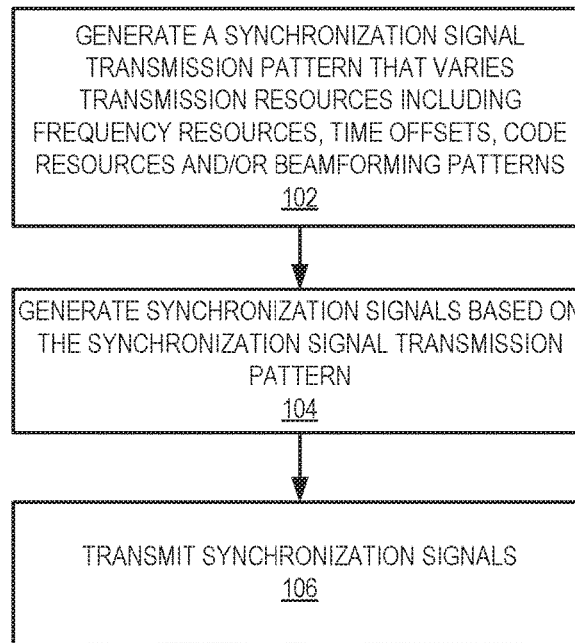 GENERATE A SYNCHRONIZATION SIGNAL
TRANSMISSION PATTERN THAT VARIES
TRANSMISSION RESOURCES INCLUDING
FREQUENCY RESOURCES, TIME OFFSETS, CODE
RESOURCES AND/OR BEAMFORMING PATTERNS
102
GENERATE SYNCHRONIZATION SIGNALS BASED ON
THE SYNCHRONIZATION SIGNAL TRANSMISSION
PATTERN
104
TRANSMIT SYNCHRONIZATION SIGNALS
106